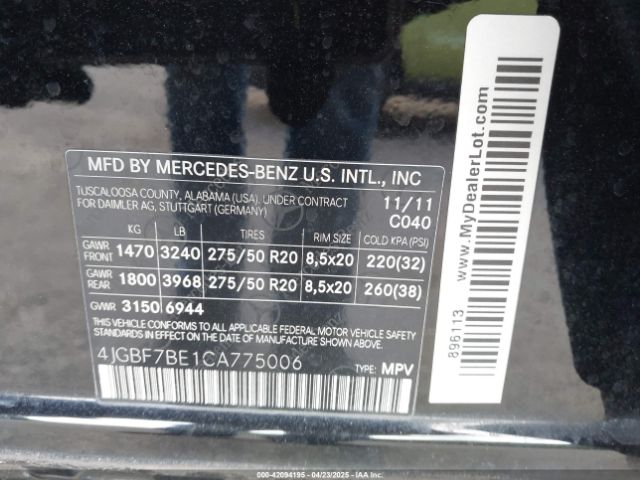 MFD BY MERCEDES-BENZ U.S. INTL., INC
TUSCALOOSA COUNTY, ALABAMA (USA). UNDER CONTRACT 11/11
FOR DAIMLER AG, STUTTGART (GERMANY) C040
KG LB TIRES RIM SIZE COLD KPA (PSI)
GAWR FRONT 1470 3240 275/50 R20 8,5x20 220(32)
GAWR REAR 1800 3968 275/50 R20 8,5x20 260(38)
GVWR 3150 6944
THIS VEHICLE CONFORMS TO ALL APPLICABLE FEDERAL MOTOR VEHICLE SAFETY STANDARDS IN EFFECT ON THE DATE OF MANUFACTURE SHOWN ABOVE.
4JGBF7BE1CA775006 TYPE: MPV
896113
www.MyDealerLot.com
000-42094195 - 04/23/2025 - IAAI.COM